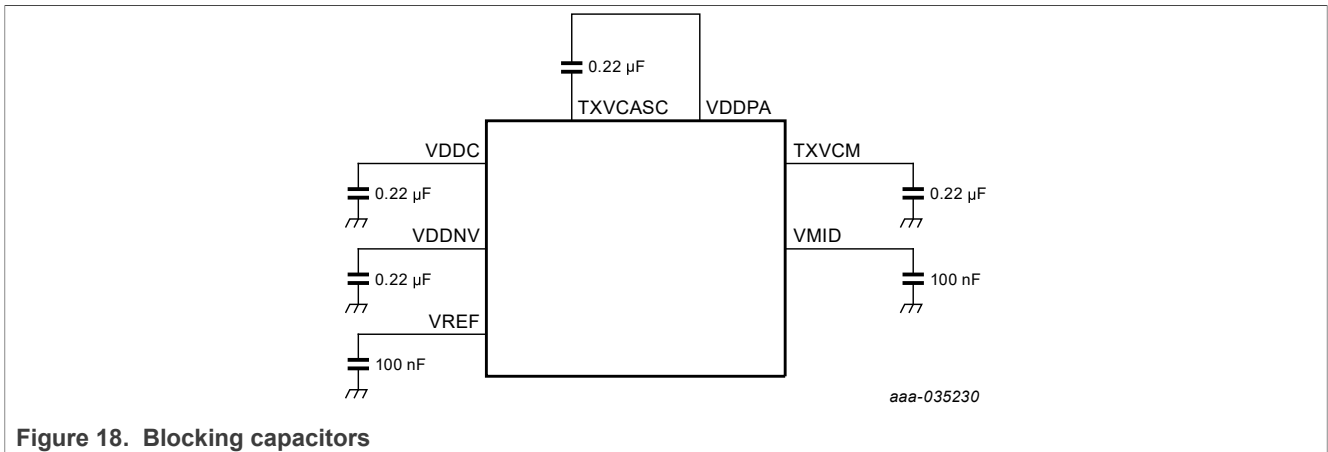 0.22 µF
TXVCASC VDDPA
VDDC TXVCM
0.22 µF 0.22 µF
VDDNV VMID
0.22 µF 100 nF
VREF
100 nF
aaa-035230
Figure 18. Blocking capacitors